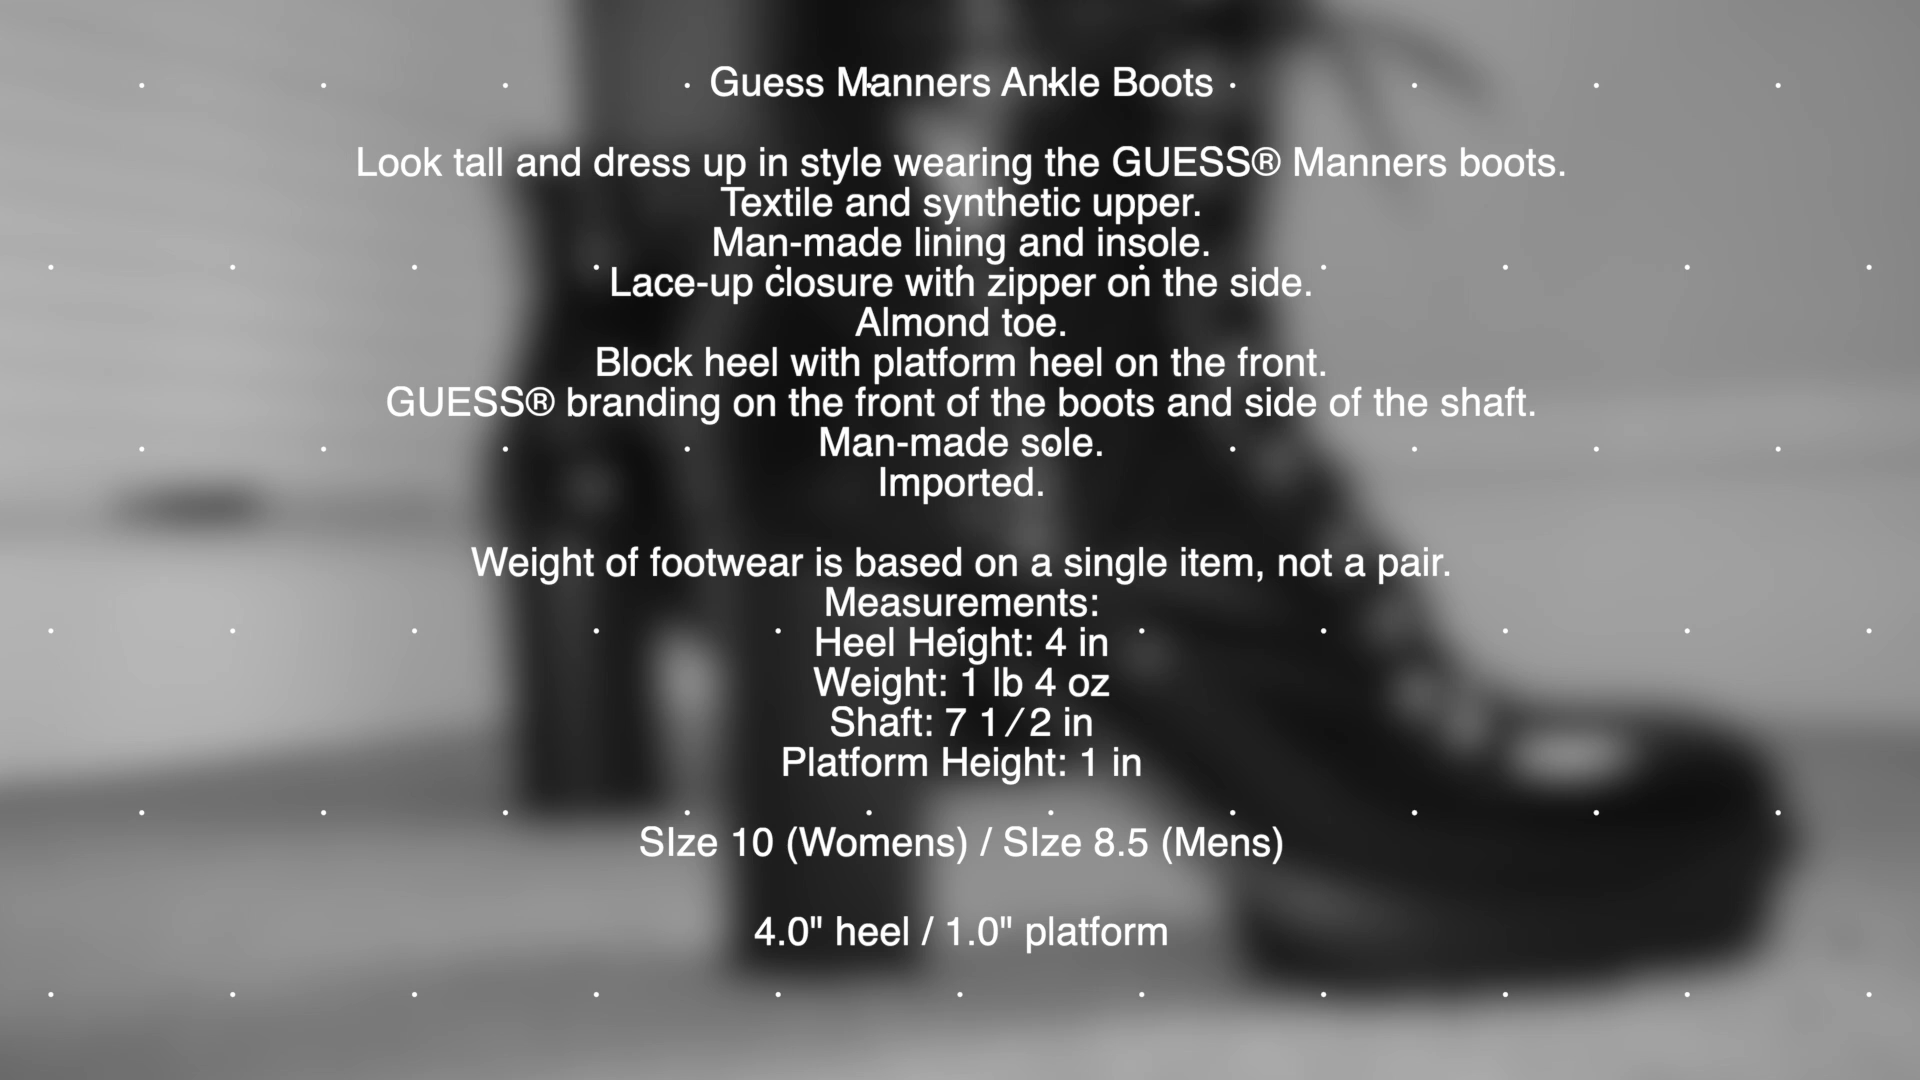 Guess Manners Ankle Boots
Look tall and dress up in style wearing the GUESS® Manners boots.
Textile and synthetic upper.
Man-made lining and insole.
Lace-up closure with zipper on the side.
Almond toe.
Block heel with platform heel on the front.
GUESS® branding on the front of the boots and side of the shaft.
Man-made sole.
Imported.
Weight of footwear is based on a single item, not a pair.
Measurements:
Heel Height: 4 in
Weight: 1 lb 4 oz
Shaft: 7 1/2 in
Platform Height: 1 in
SIze 10 (Womens) / SIze 8.5 (Mens)
4.0" heel / 1.0" platform